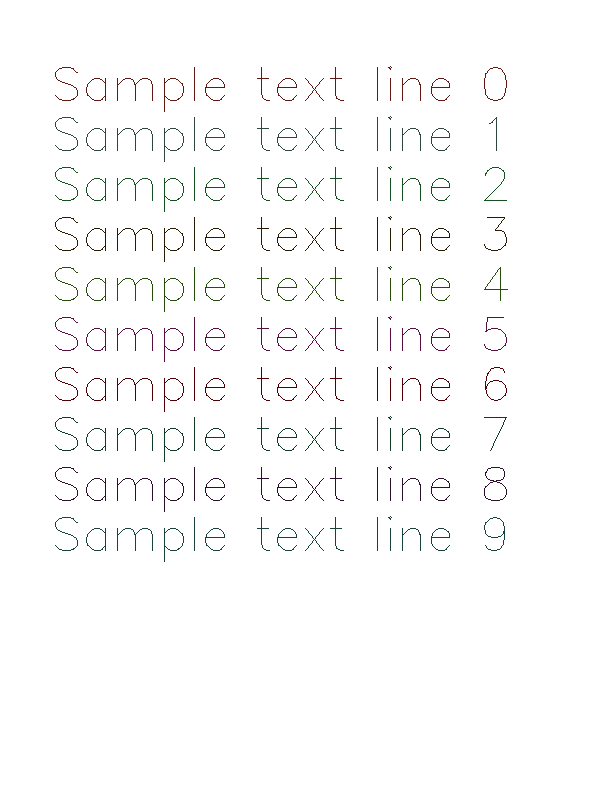 Sample text line 0
Sample text line 1
Sample text line 2
Sample text line 3
Sample text line 4
Sample text line 5
Sample text line 6
Sample text line 7
Sample text line 8
Sample text line 9